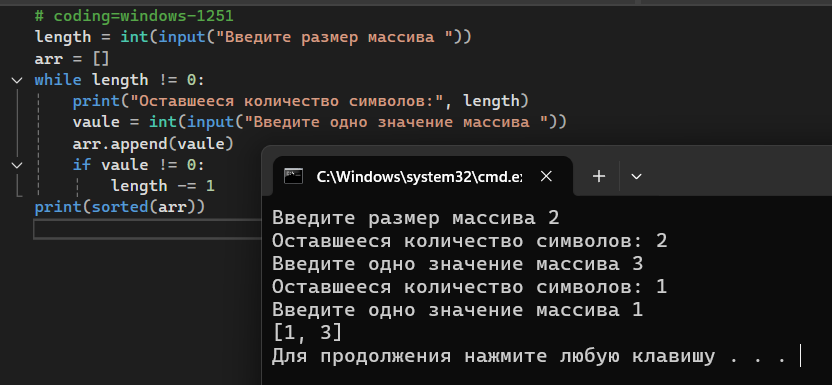 # coding=windows-1251
length = int(input("Введите размер массива "))
arr = []
while length != 0:
print("Оставшееся количество символов:", length)
vaule = int(input("Введите одно значение массива "))
arr.append(vaule)
if vaule != 0:
length -= 1
print(sorted(arr))
C:\Windows\system32\cmd.ex
Введите размер массива 2
Оставшееся количество символов: 2
Введите одно значение массива 3
Оставшееся количество символов: 1
Введите одно значение массива 1
[1, 3]
Для продолжения нажмите любую клавишу . . .